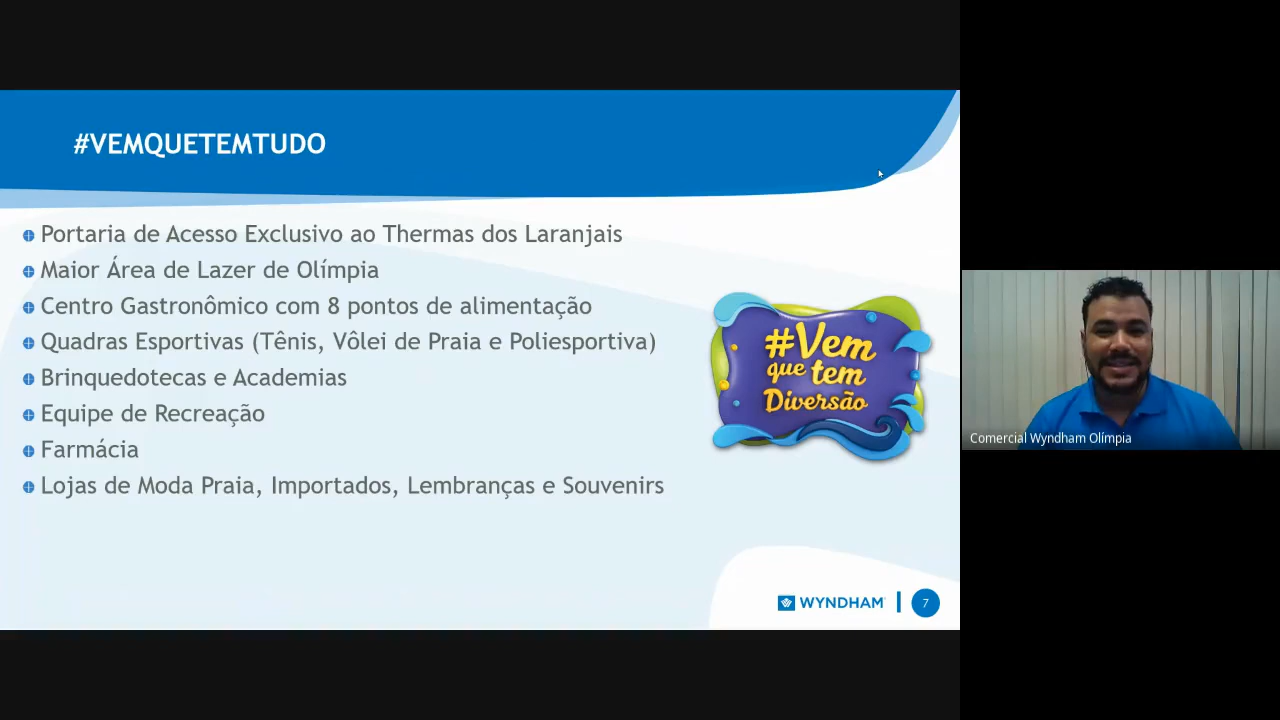 #VEMQUETEMTUDO
Portaria de Acesso Exclusivo ao Thermas dos Laranjais
Maior Área de Lazer de Olímpia
Centro Gastronômico com 8 pontos de alimentação
Quadras Esportivas (Tênis, Vôlei de Praia e Poliesportiva)
Brinquedotecas e Academias
Equipe de Recreação
Farmácia
Lojas de Moda Praia, Importados, Lembranças e Souvenirs
#Vem
que tem
Diversão
WYNDHAM
7
Comercial Wyndham Olímpia